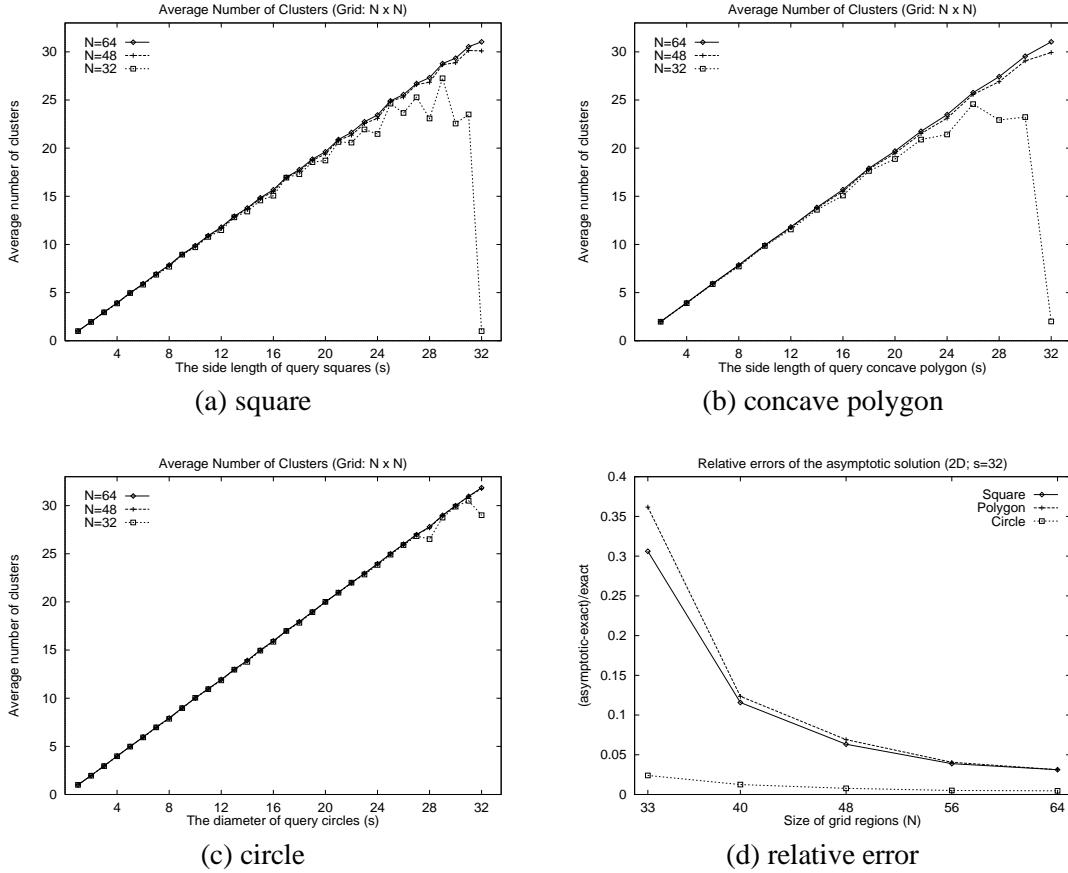 Average Number of Clusters (Grid: N x N)
N=64
N=48
N=32
Average number of clusters
30
25
20
15
10
5
0
4 8 12 16 20 24 28 32
The side length of query squares (s)
(a) square
Average Number of Clusters (Grid: N x N)
N=64
N=48
N=32
Average number of clusters
30
25
20
15
10
5
0
4 8 12 16 20 24 28 32
The side length of query concave polygon (s)
(b) concave polygon
Average Number of Clusters (Grid: N x N)
N=64
N=48
N=32
Average number of clusters
30
25
20
15
10
5
0
4 8 12 16 20 24 28 32
The diameter of query circles (s)
(c) circle
Relative errors of the asymptotic solution (2D; s=32)
Square
Polygon
Circle
(asymptotic-exact)/exact
0.4
0.35
0.3
0.25
0.2
0.15
0.1
0.05
0
33 40 48 56 64
Size of grid regions (N)
(d) relative error